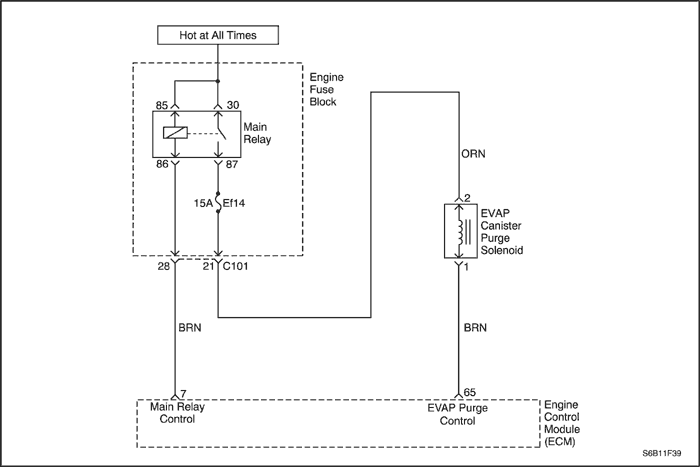 Hot at All Times
Engine
Fuse
Block
85
30
Main
Relay
86
87
15A
Ef14
28
21
C101
BRN
ORN
2
EVAP
Canister
Purge
Solenoid
1
BRN
7
Main Relay
Control
65
EVAP Purge
Control
Engine
Control
Module
(ECM)
S6B11F39